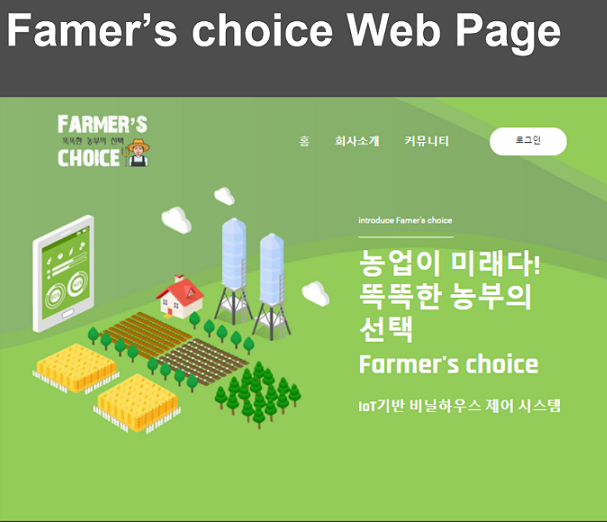 Famer's choice Web Page
FARMER'S
똑똑한 농부의 선택
CHOICE
홈 회사소개 커뮤니티 로그인
introduce Famer's choice
농업이 미래다!
똑똑한 농부의
선택
Farmer's choice
IoT기반 비닐하우스 제어 시스템